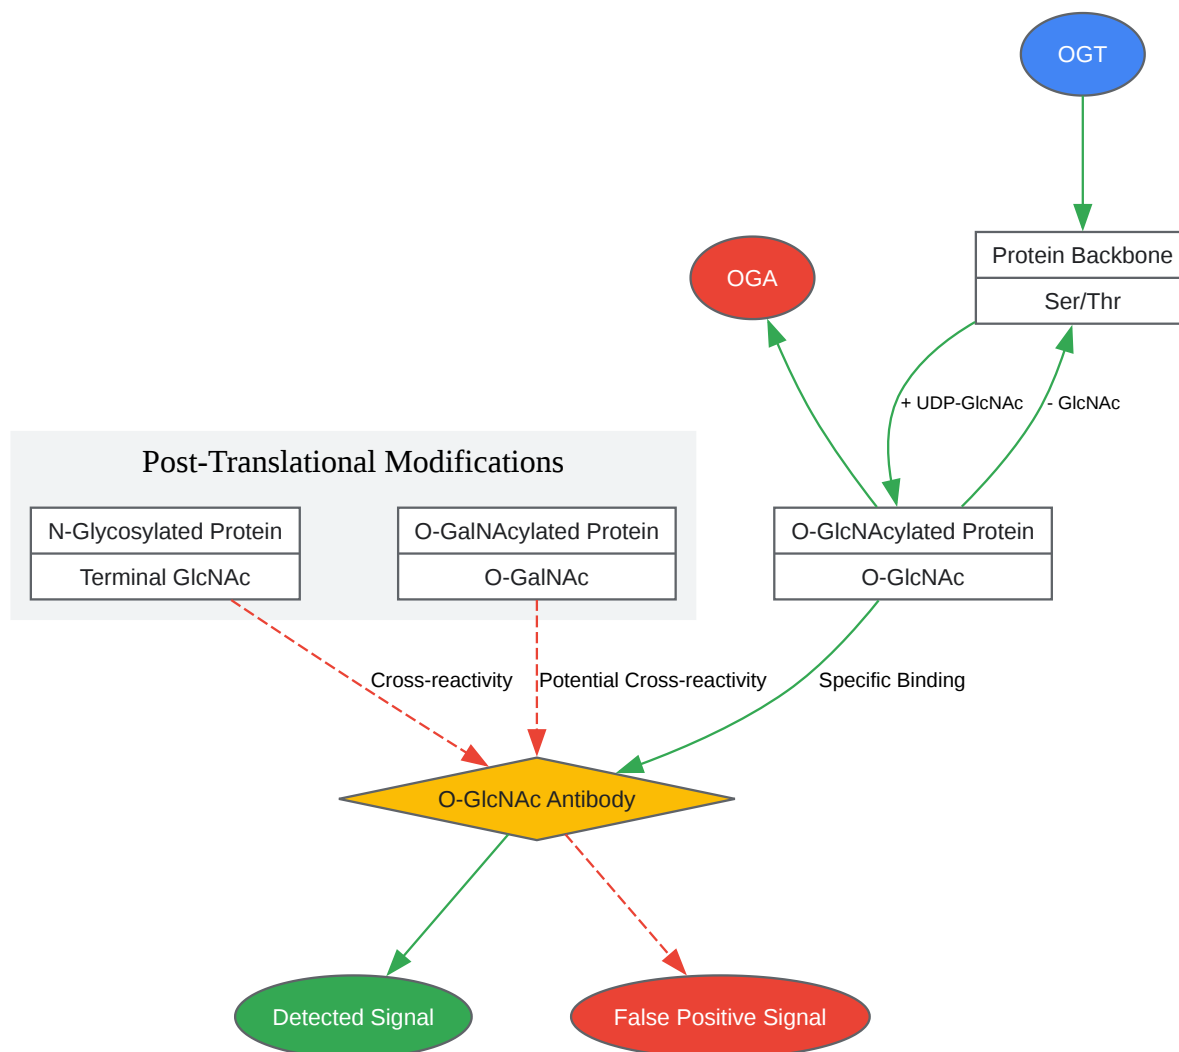 OGT
Protein Backbone
Ser/Thr
OGA
+ UDP-GlcNAc
- GlcNAc
Post-Translational Modifications
N-Glycosylated Protein
Terminal GlcNAc
O-GalNAcylated Protein
O-GalNAc
O-GlcNAcylated Protein
O-GlcNAc
Cross-reactivity
Potential Cross-reactivity
Specific Binding
O-GlcNAc Antibody
Detected Signal
False Positive Signal